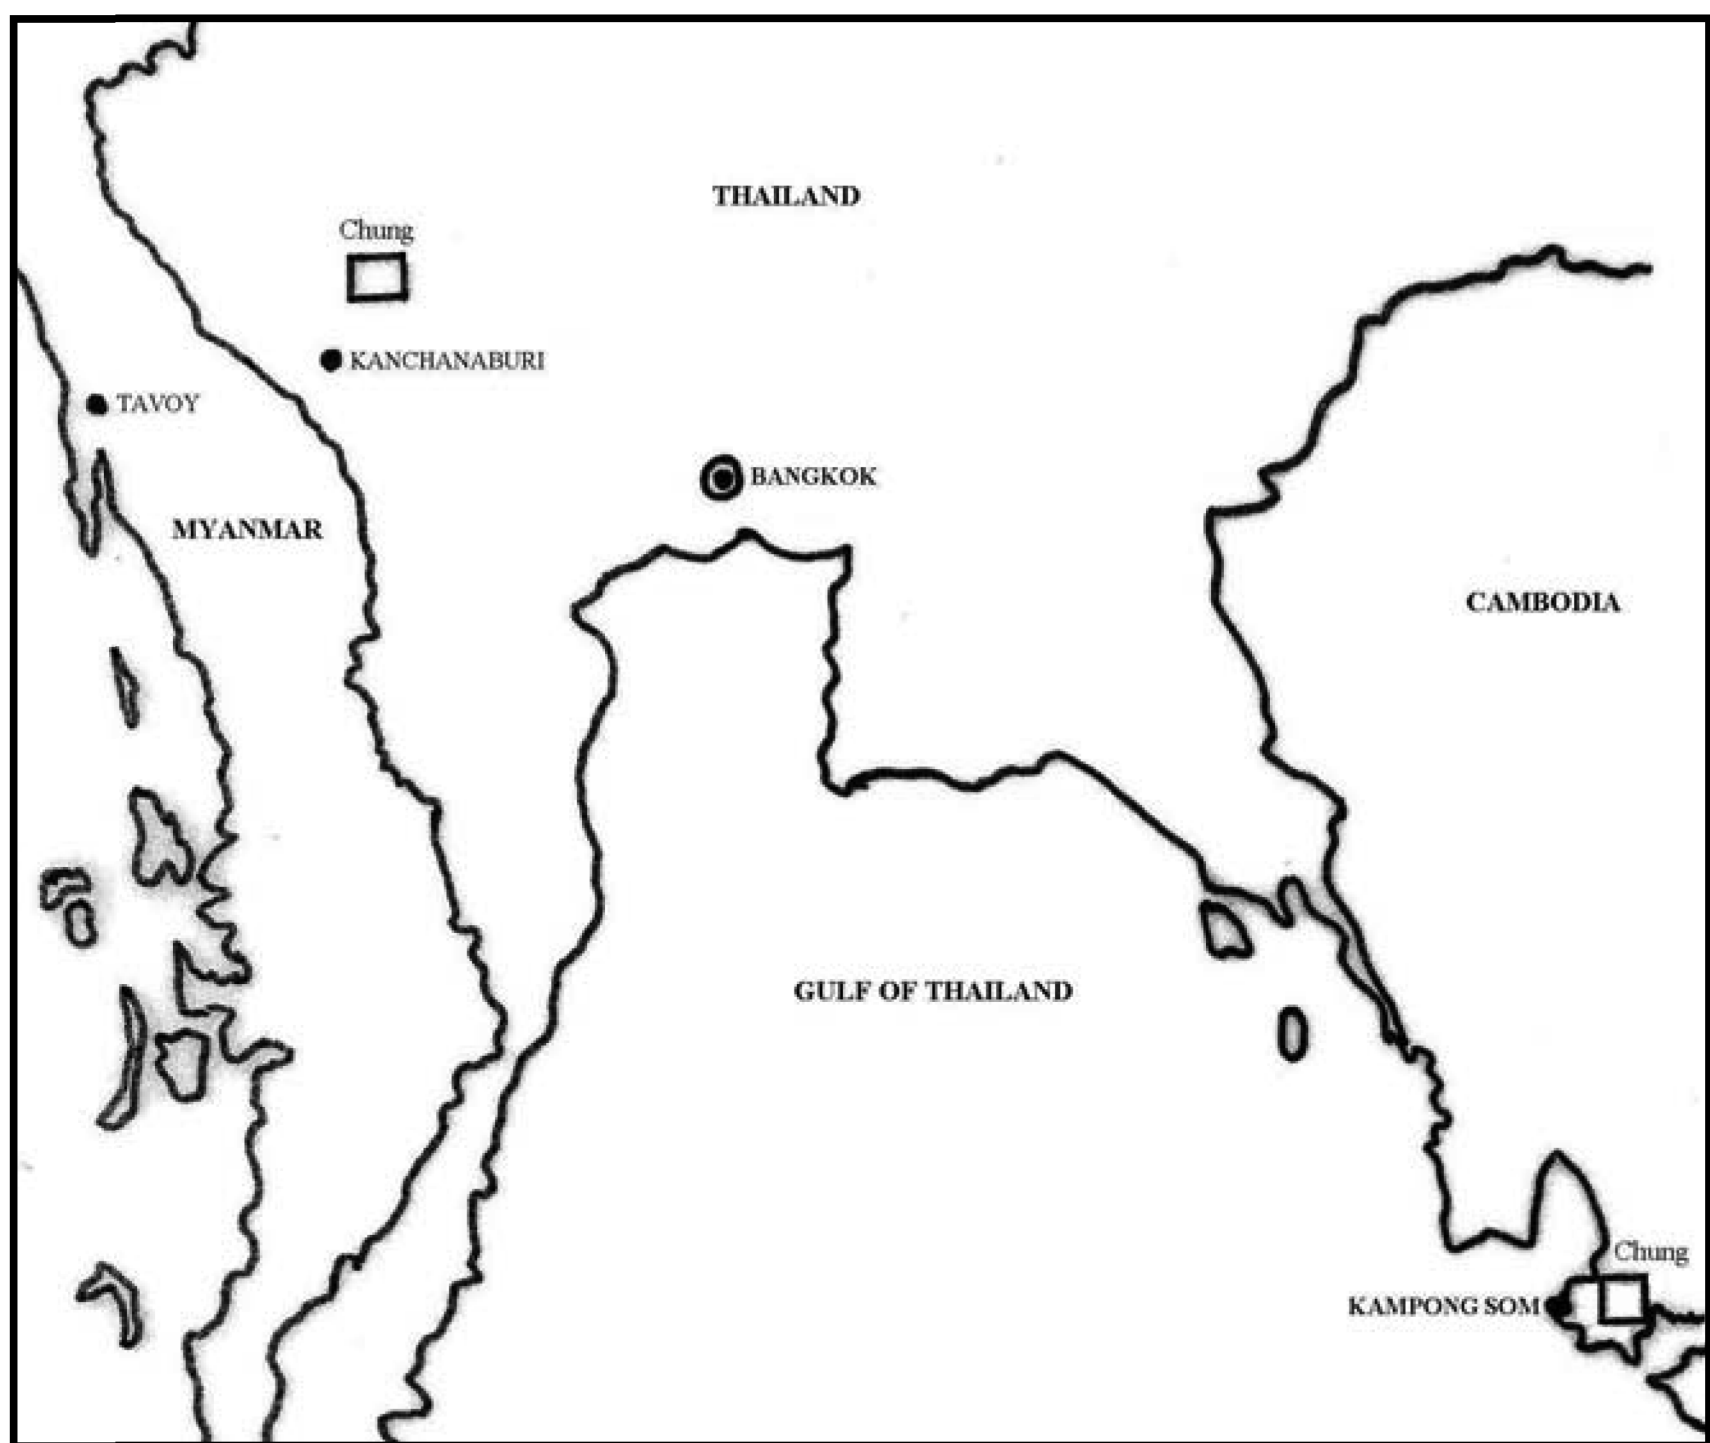 THAILAND
Chung
KANCHANABURI
TAVOY
BANGKOK
MYANMAR
CAMBODIA
GULF OF THAILAND
Chung
KAMPONG SOM